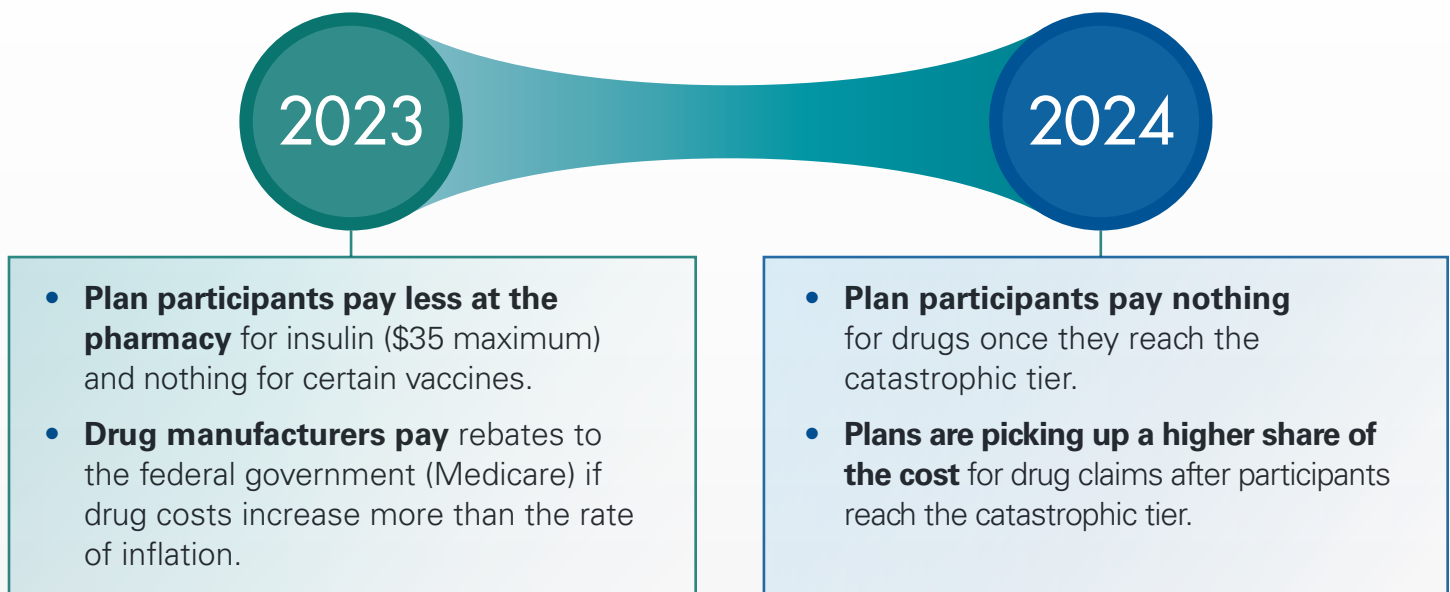 2023
• Plan participants pay less at the
pharmacy for insulin ($35 maximum)
and nothing for certain vaccines.
• Drug manufacturers pay rebates to
the federal government (Medicare) if
drug costs increase more than the rate
of inflation.
2024
• Plan participants pay nothing
for drugs once they reach the
catastrophic tier.
• Plans are picking up a higher share of
the cost for drug claims after participants
reach the catastrophic tier.